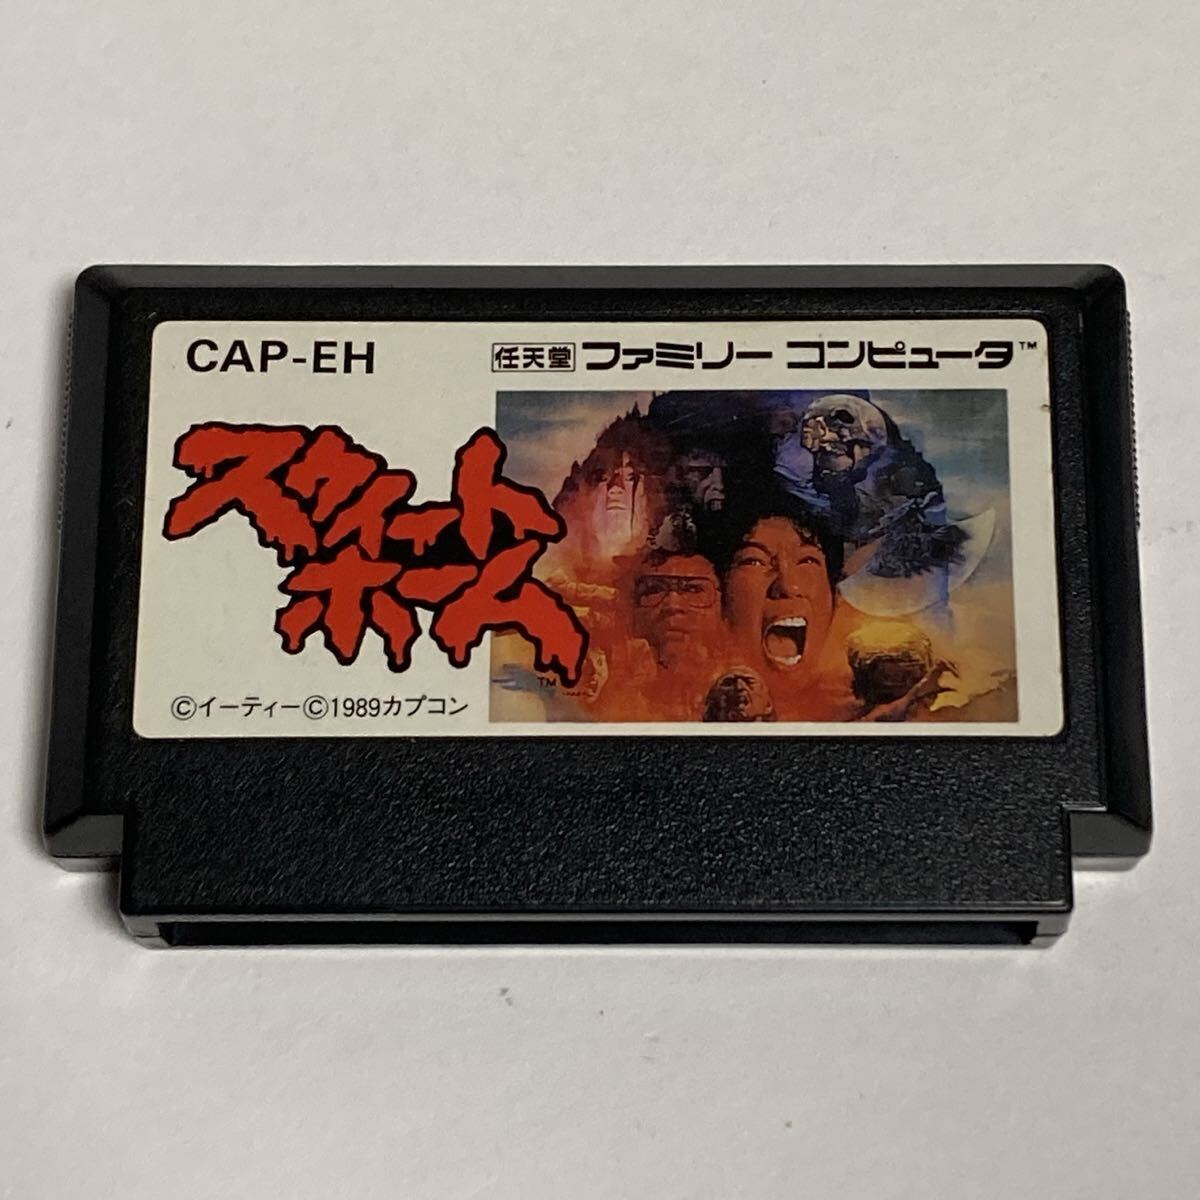 CAP-EH
任天堂 ファミリー コンピュータ™
スウィート
ホーム
TM
©イーティー©1989カプコン